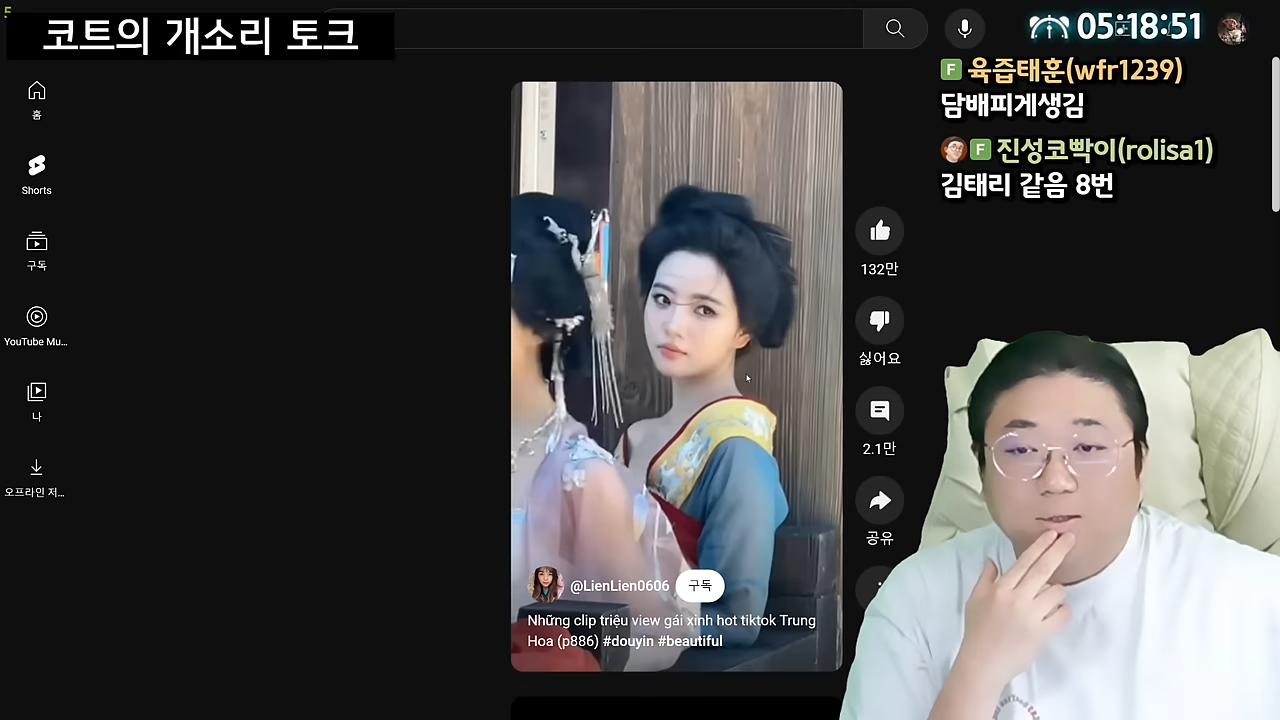 5
코트의 개소리 토크
05:18:51
육즙태훈(wfr1239)
담배피게생김
진성코빡이(rolisa1)
김태리 같음 8번
홈
Shorts
구독
YouTube Mu...
나
오프라인 저...
132만
싫어요
2.1만
공유
@LienLien0606 구독
Những clip triệu view gái xinh hot tiktok Trung
Hoa (p886) #douyin #beautiful